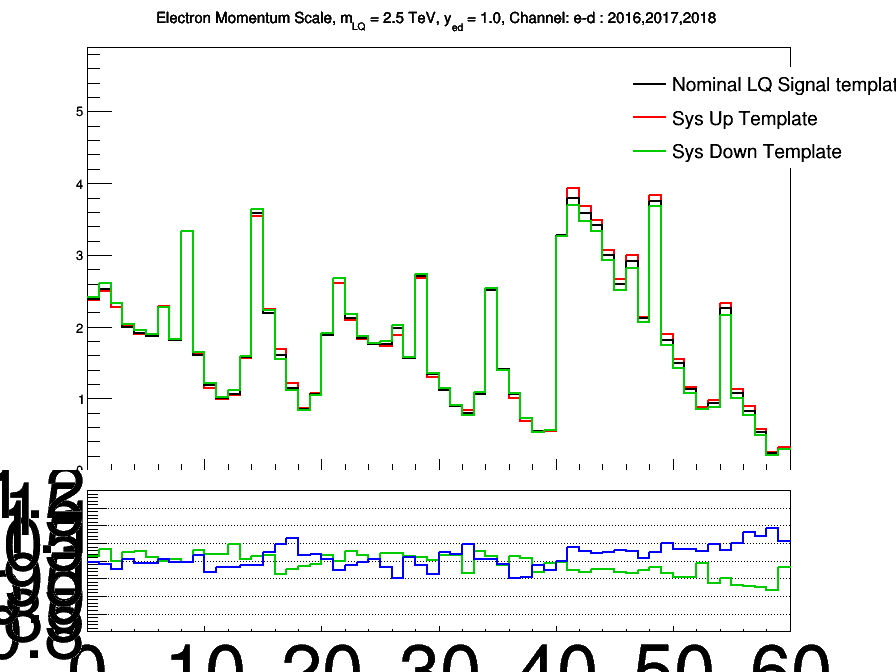 Electron Momentum Scale, m_LQ = 2.5 TeV, y_ed = 1.0, Channel: e-d : 2016,2017,2018
Nominal LQ Signal templat
Sys Up Template
Sys Down Template
5
4
3
2
1
0 10 20 30 40 50 60